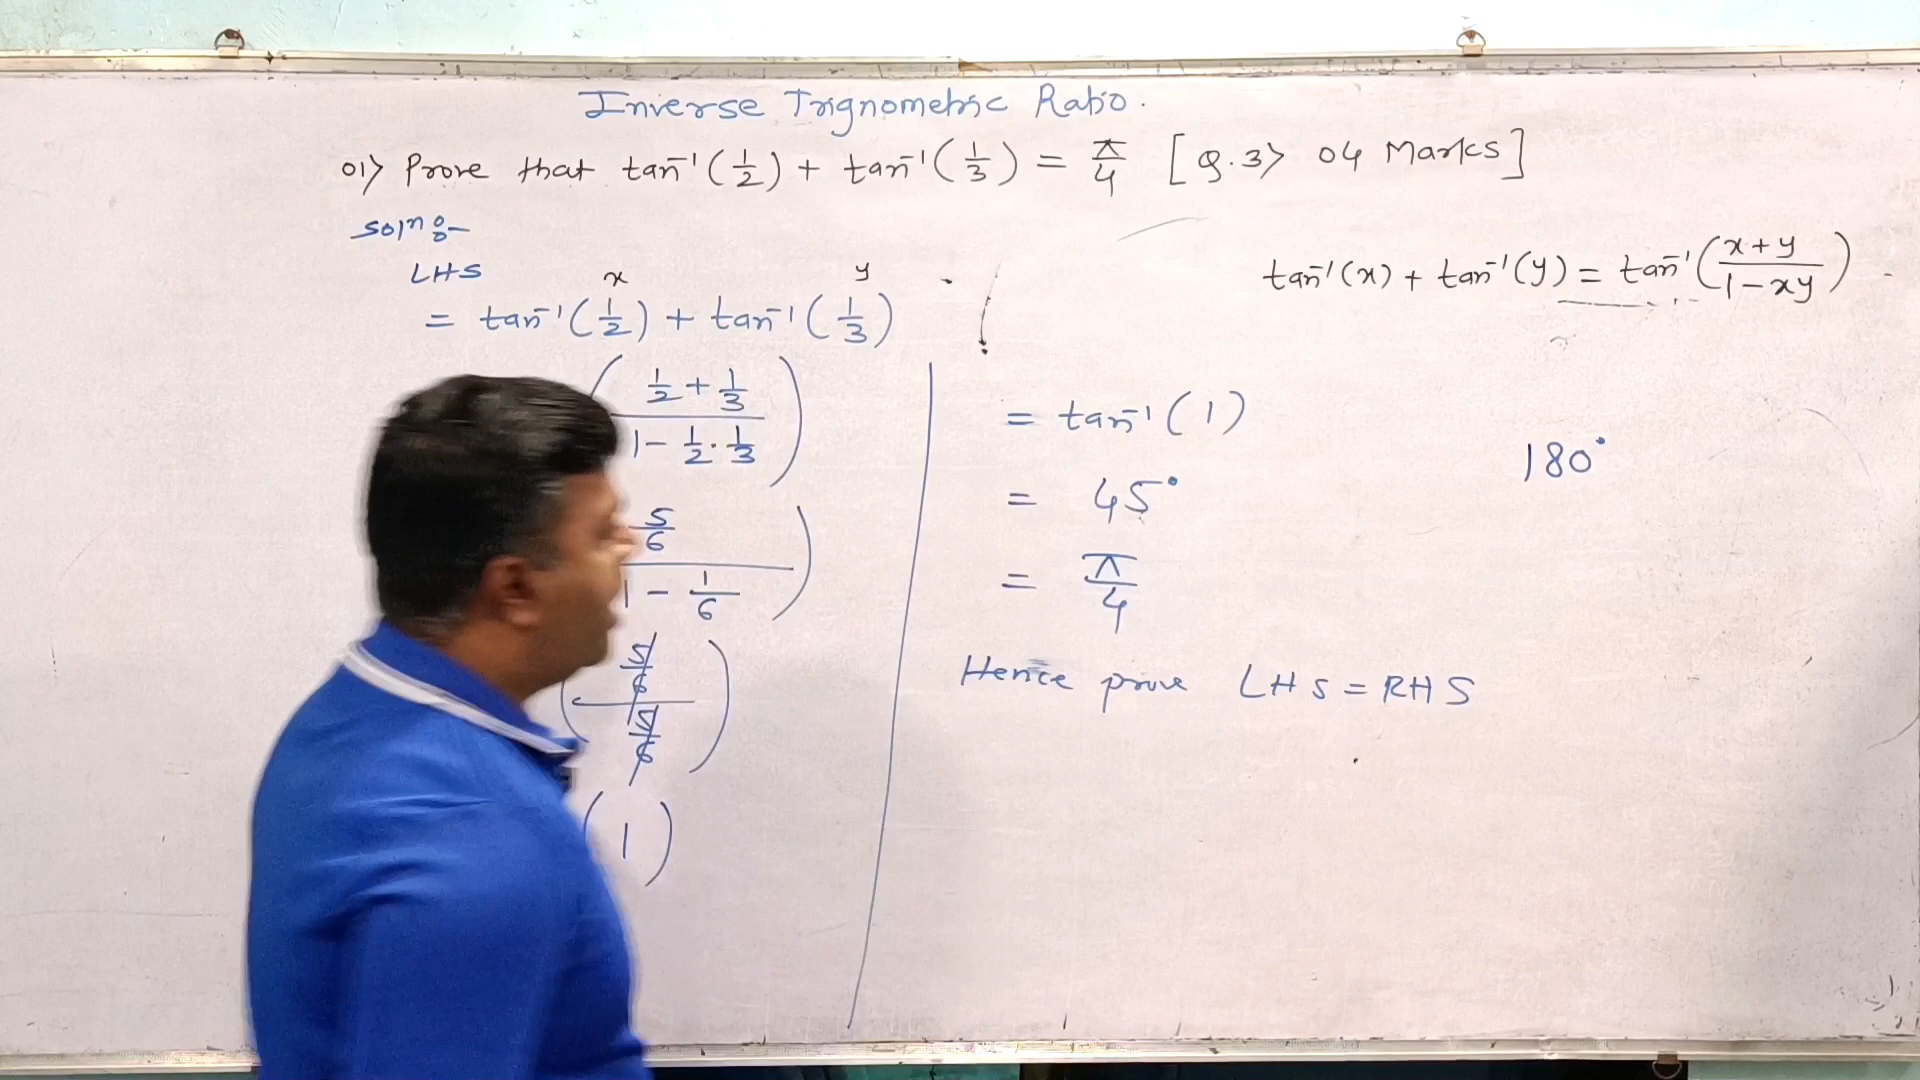 Inverse Trignometric Ratio.
01) Prove that tan⁻¹(1/2) + tan⁻¹(1/3) = π/4 [Q.3) 04 Marks]
Soln:-
LHS
x y
= tan⁻¹(1/2) + tan⁻¹(1/3)
(1/2 + 1/3 / 1 - 1/2 · 1/3)
5/6 / 1 - 1/6)
(5/6 / 5/6)
(1)
tan⁻¹(x) + tan⁻¹(y) = tan⁻¹(x+y / 1-xy)
= tan⁻¹(1)
= 45°
= π/4
Hence prove LHS = RHS
180°